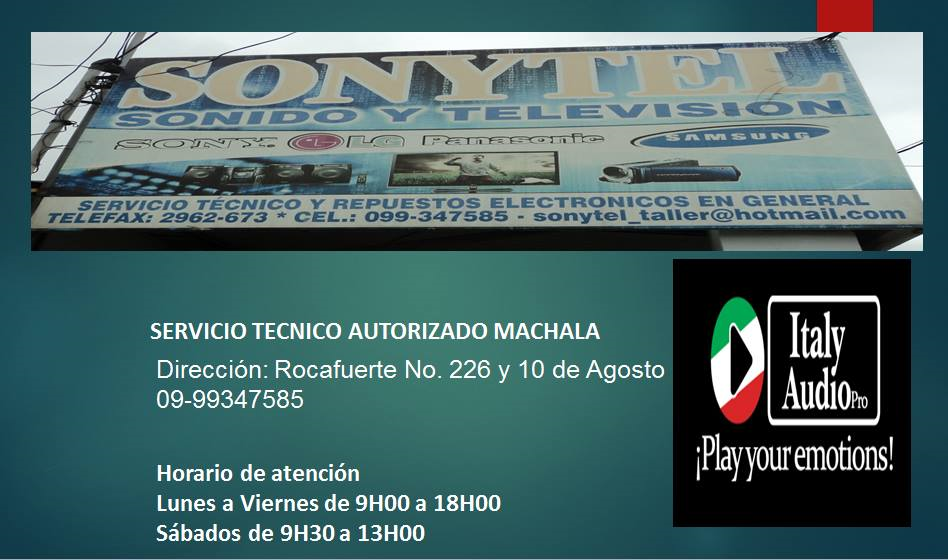 SONYTEL
SONIDO Y TELEVISION
SONY. LG Panasonic SAMSUNG
SERVICIO TÉCNICO Y REPUESTOS ELECTRONICOS EN GENERAL
TELEFAX: 2962-673 * CEL.: 099-347585 - sonytel_taller@hotmail.com
SERVICIO TECNICO AUTORIZADO MACHALA
Dirección: Rocafuerte No. 226 y 10 de Agosto
09-99347585
Italy
Audio Pro
¡Play your emotions!
Horario de atención
Lunes a Viernes de 9H00 a 18H00
Sábados de 9H30 a 13H00